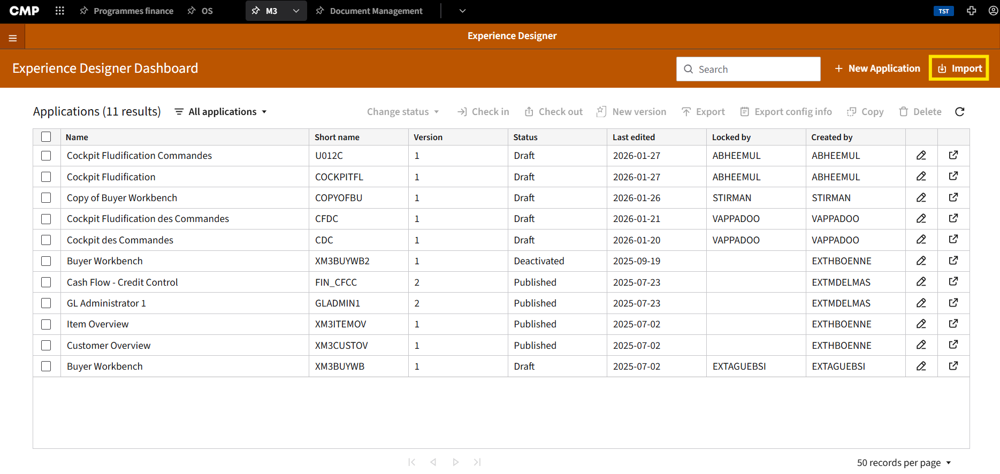 CMP Programmes finance OS M3 Document Management TST
Experience Designer
Experience Designer Dashboard Search New Application Import
Applications (11 results) All applications Change status Check in Check out New version Export Export config info Copy Delete
Name Short name Version Status Last edited Locked by Created by
Cockpit Fludification Commandes U012C 1 Draft 2026-01-27 ABHEEMUL ABHEEMUL
Cockpit Fludification COCKPITFL 1 Draft 2026-01-27 ABHEEMUL ABHEEMUL
Copy of Buyer Workbench COPYOFBU 1 Draft 2026-01-26 STIRMAN STIRMAN
Cockpit Fludification des Commandes CFDC 1 Draft 2026-01-21 VAPPADOO VAPPADOO
Cockpit des Commandes CDC 1 Draft 2026-01-20 VAPPADOO VAPPADOO
Buyer Workbench XM3BUYWB2 1 Deactivated 2025-09-19 EXTHBOENNE
Cash Flow - Credit Control FIN_CFCC 2 Published 2025-07-23 EXTMDELMAS
GL Administrator 1 GLADMIN1 2 Published 2025-07-23 EXTMDELMAS
Item Overview XM3ITEMOV 1 Published 2025-07-02 EXTHBOENNE
Customer Overview XM3CUSTOV 1 Published 2025-07-02 EXTHBOENNE
Buyer Workbench XM3BUYWB 1 Draft 2025-07-02 EXTAGUEBSI EXTAGUEBSI
50 records per page